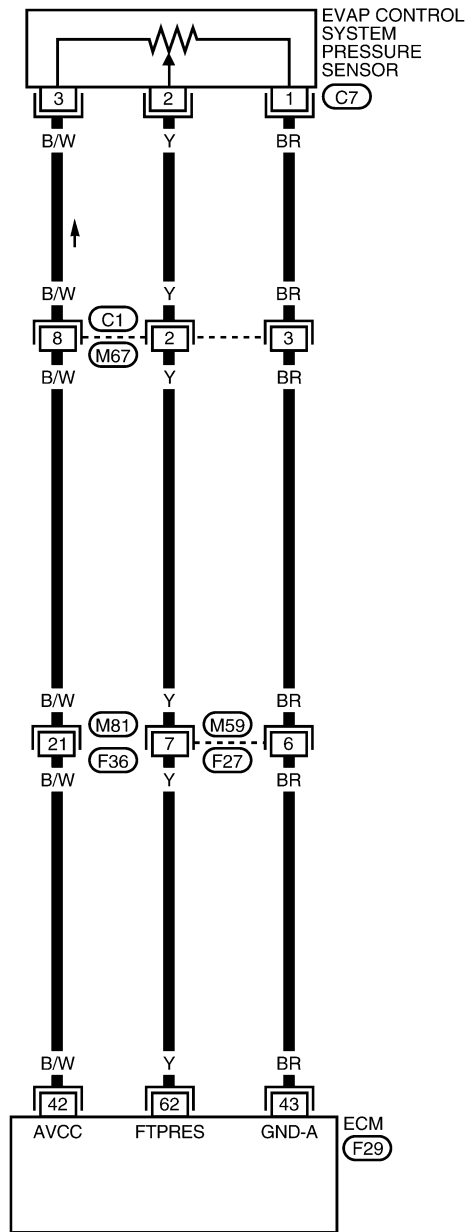 EVAP CONTROL
SYSTEM
PRESSURE
SENSOR
3 2 1 C7
B/W Y BR
B/W Y BR
C1
8 2 3
M67
B/W Y BR
B/W Y BR
M81 M59
21 7 6
F36 F27
B/W Y BR
B/W Y BR
42 62 43
AVCC FTPRES GND-A ECM
F29